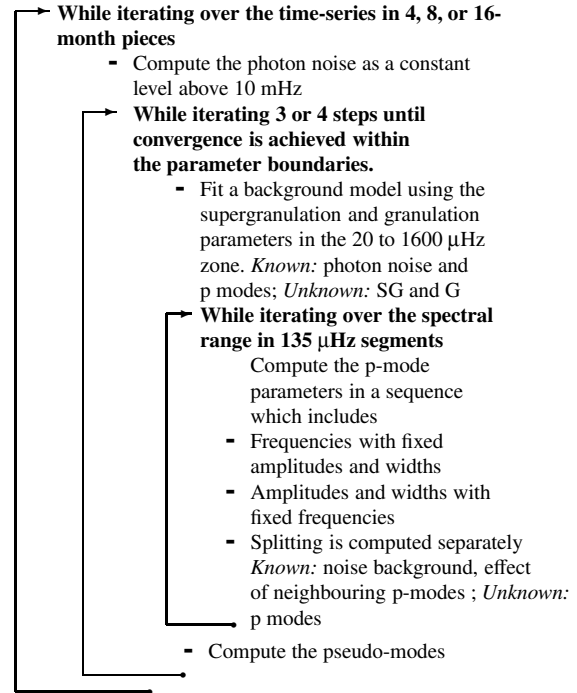 While iterating over the time-series in 4, 8, or 16-
month pieces
- Compute the photon noise as a constant
level above 10 mHz
While iterating 3 or 4 steps until
convergence is achieved within
the parameter boundaries.
- Fit a background model using the
supergranulation and granulation
parameters in the 20 to 1600 μHz
zone. Known: photon noise and
p modes; Unknown: SG and G
While iterating over the spectral
range in 135 μHz segments
Compute the p-mode
parameters in a sequence
which includes
- Frequencies with fixed
amplitudes and widths
- Amplitudes and widths with
fixed frequencies
- Splitting is computed separately
Known: noise background, effect
of neighbouring p-modes ; Unknown:
p modes
- Compute the pseudo-modes